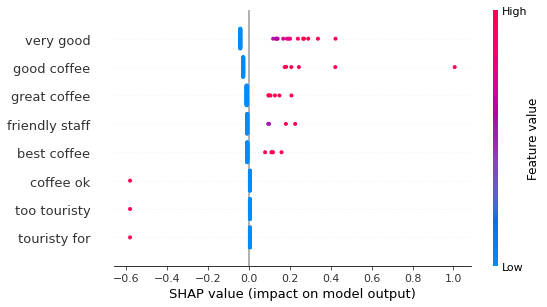 High
very good
good coffee
great coffee
friendly staff
best coffee
coffee ok
too touristy
touristy for
Feature value
Low
−0.6 −0.4 −0.2 0.0 0.2 0.4 0.6 0.8 1.0
SHAP value (impact on model output)